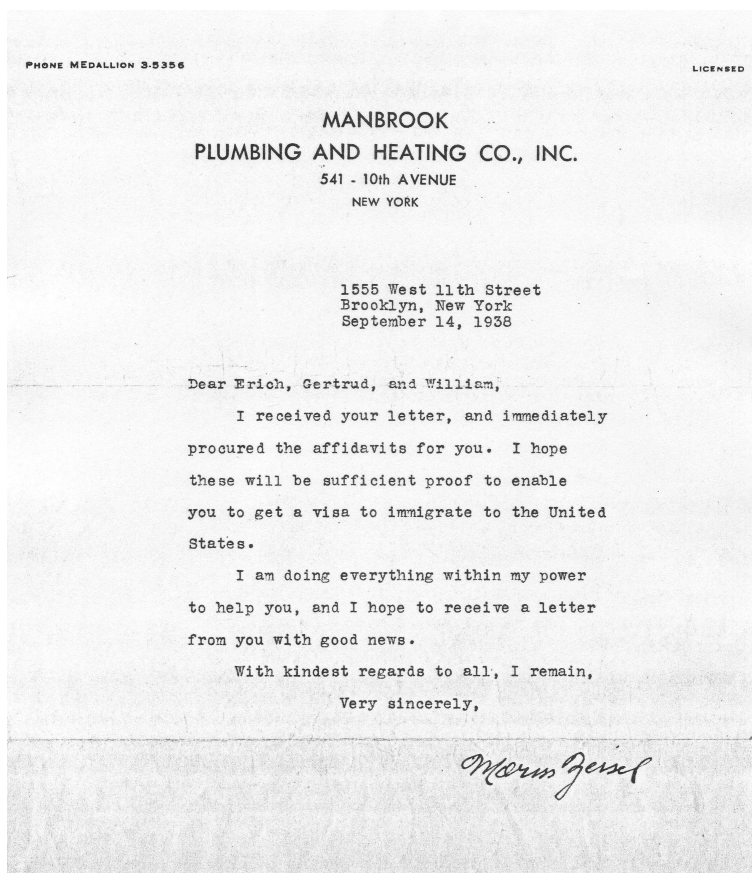 PHONE MEDALLION 3-5356
LICENSED
MANBROOK
PLUMBING AND HEATING CO., INC.
541 - 10th AVENUE
NEW YORK
1555 West 11th Street
Brooklyn, New York
September 14, 1938
Dear Erich, Gertrud, and William,
I received your letter, and immediately
procured the affidavits for you. I hope
these will be sufficient proof to enable
you to get a visa to immigrate to the United
States.
I am doing everything within my power
to help you, and I hope to receive a letter
from you with good news.
With kindest regards to all, I remain,
Very sincerely,